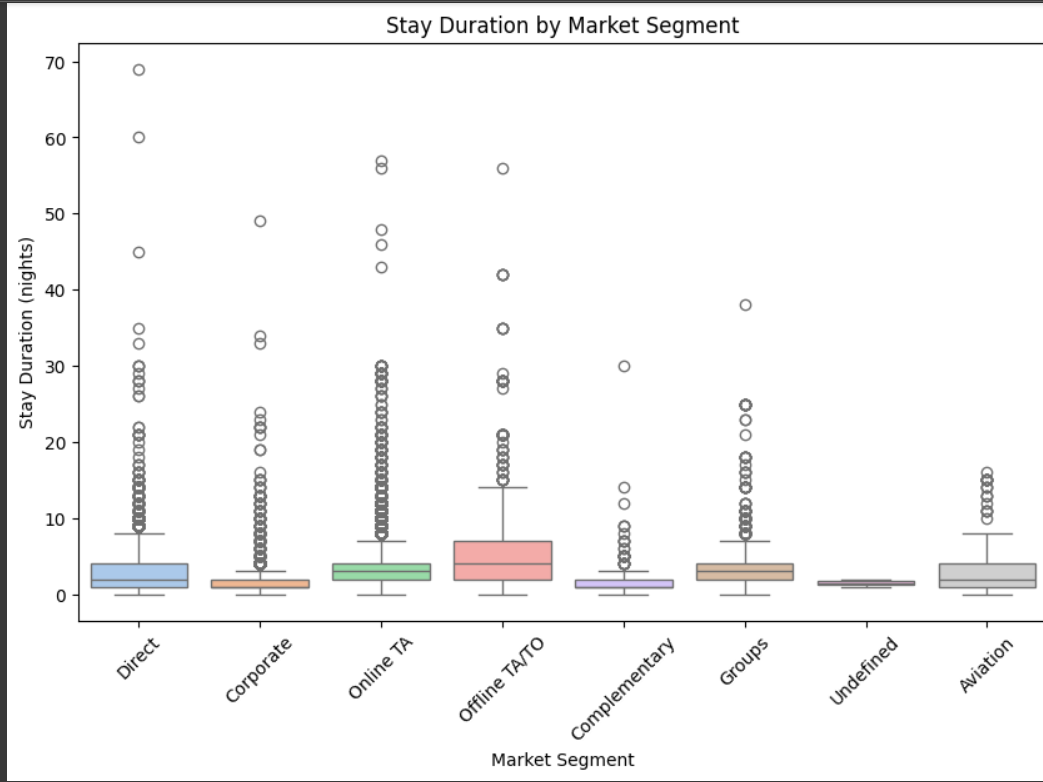 Stay Duration by Market Segment
70
60
50
40
30
20
10
0
Stay Duration (nights)
Direct
Corporate
Online TA
Offline TA/TO
Complementary
Groups
Undefined
Aviation
Market Segment